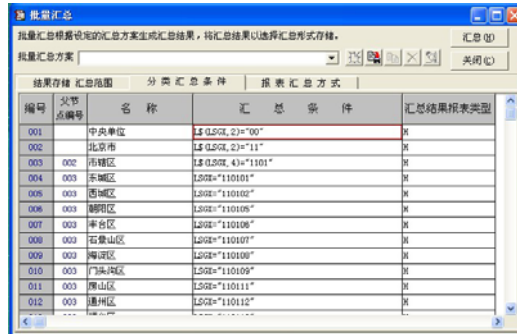 批量汇总
批量汇总根据设定的汇总方案生成汇总结果，将汇总结果以选择汇总形式存储。
汇总(H)
批量汇总方案
关闭(C)
结果存储 汇总范围 分类汇总条件 报表汇总方式
编号 父节点编号 名称 汇总条件 汇总结果报表类型
001 中央单位 L$(LSGX,2)="00" H
002 北京市 L$(LSGX,2)="11" H
003 002 市辖区 L$(LSGX,4)="1101" H
004 003 东城区 LSGX="110101" H
005 003 西城区 LSGX="110102" H
006 003 朝阳区 LSGX="110105" H
007 003 丰台区 LSGX="110106" H
008 003 石景山区 LSGX="110107" H
009 003 海淀区 LSGX="110108" H
010 003 门头沟区 LSGX="110109" H
011 003 房山区 LSGX="110111" H
012 003 通州区 LSGX="110112" H